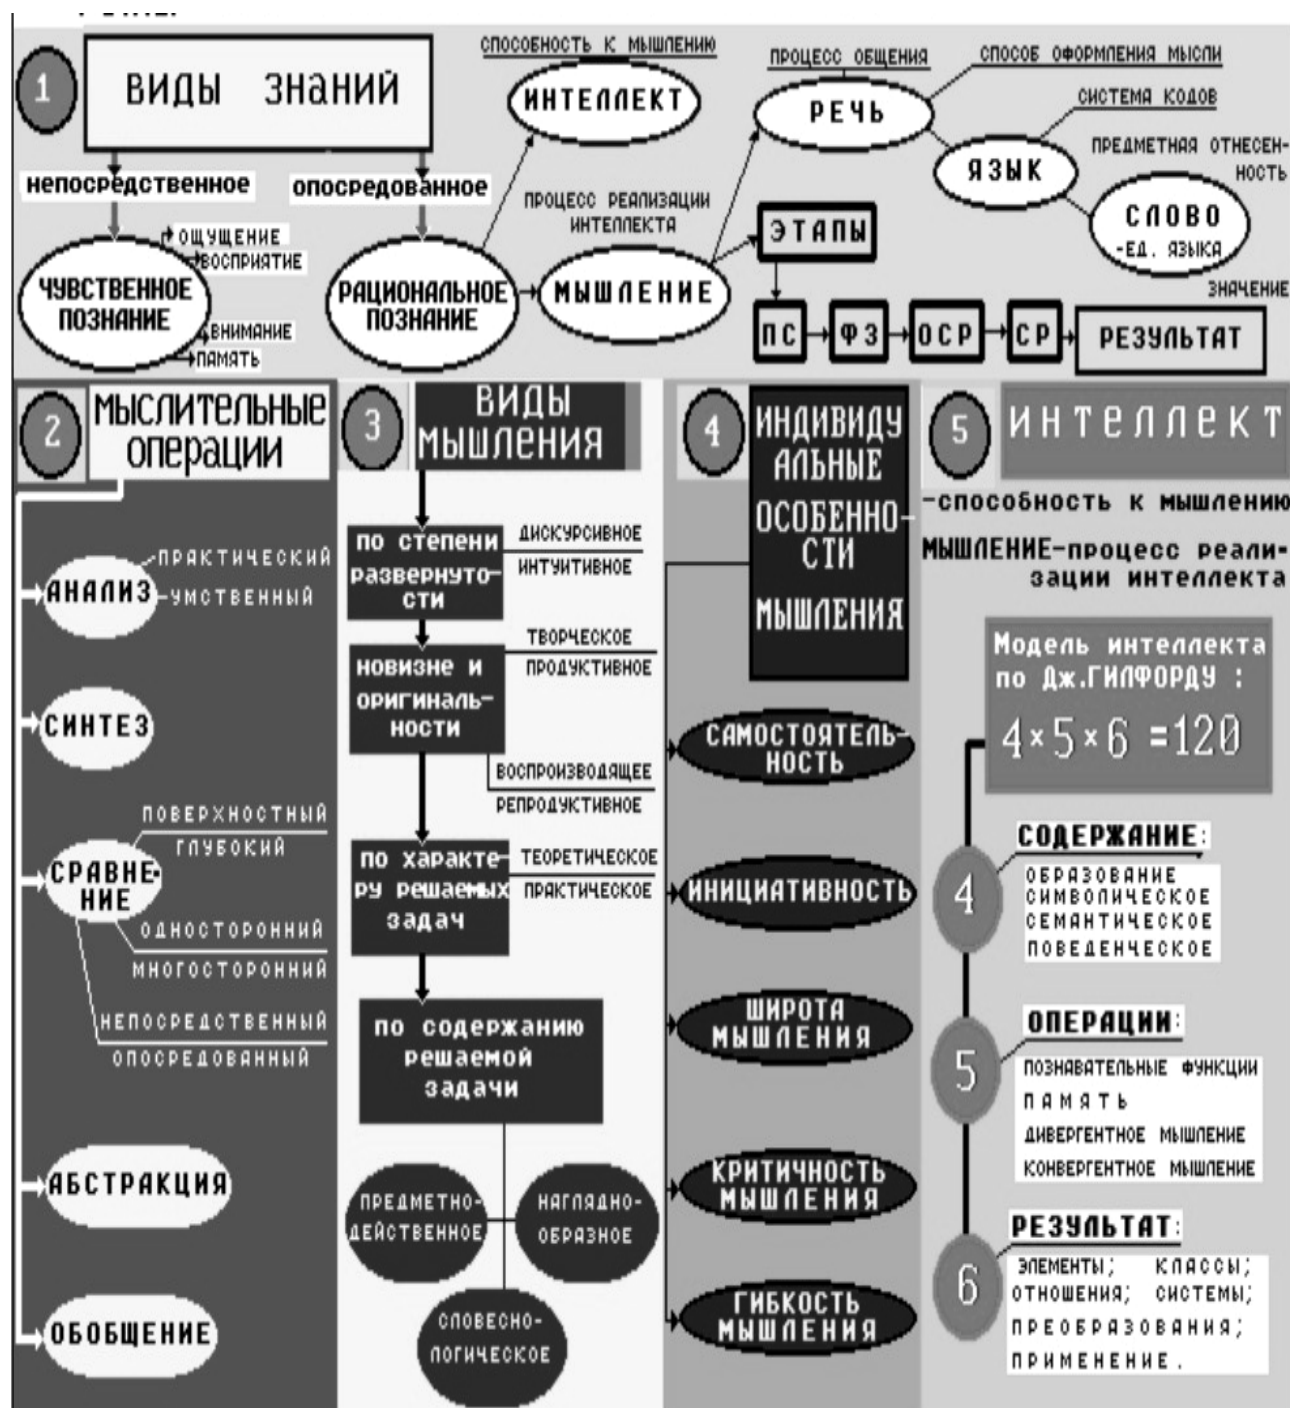 1
ВИДЫ ЗНАНИЙ
непосредственное
опосредованное
ЧУВСТВЕННОЕ
ПОЗНАНИЕ
ОЩУЩЕНИЕ
ВОСПРИЯТИЕ
ВНИМАНИЕ
ПАМЯТЬ
РАЦИОНАЛЬНОЕ
ПОЗНАНИЕ
СПОСОБНОСТЬ К МЫШЛЕНИЮ
ИНТЕЛЛЕКТ
ПРОЦЕСС РЕАЛИЗАЦИИ
ИНТЕЛЛЕКТА
МЫШЛЕНИЕ
ПРОЦЕСС ОБЩЕНИЯ
РЕЧЬ
СПОСОБ ОФОРМЛЕНИЯ МЫСЛИ
СИСТЕМА КОДОВ
ЯЗЫК
ПРЕДМЕТНАЯ ОТНЕСЕН-
НОСТЬ
СЛОВО
-ЕД. ЯЗЫКА
ЗНАЧЕНИЕ
ЭТАПЫ
ПС
ФЗ
ОСР
СР
РЕЗУЛЬТАТ
2
МЫСЛИТЕЛЬНЫЕ
ОПЕРАЦИИ
АНАЛИЗ
ПРАКТИЧЕСКИЙ
УМСТВЕННЫЙ
СИНТЕЗ
ПОВЕРХНОСТНЫЙ
ГЛУБОКИЙ
СРАВНЕ-
НИЕ
ОДНОСТОРОННИЙ
МНОГОСТОРОННИЙ
НЕПОСРЕДСТВЕННЫЙ
ОПОСРЕДОВАННЫЙ
АБСТРАКЦИЯ
ОБОБЩЕНИЕ
3
ВИДЫ
МЫШЛЕНИЯ
по степени
развернуто-
сти
ДИСКУРСИВНОЕ
ИНТУИТИВНОЕ
новизне и
оригиналь-
ности
ТВОРЧЕСКОЕ
ПРОДУКТИВНОЕ
ВОСПРОИЗВОДЯЩЕЕ
РЕПРОДУКТИВНОЕ
по характе-
ру решаемых
задач
ТЕОРЕТИЧЕСКОЕ
ПРАКТИЧЕСКОЕ
по содержанию
решаемой
задачи
ПРЕДМЕТНО-
ДЕЙСТВЕННОЕ
НАГЛЯДНО-
ОБРАЗНОЕ
СЛОВЕСНО-
ЛОГИЧЕСКОЕ
4
ИНДИВИДУ
АЛЬНЫЕ
ОСОБЕННО-
СТИ
МЫШЛЕНИЯ
САМОСТОЯТЕЛЬ-
НОСТЬ
ИНИЦИАТИВНОСТЬ
ШИРОТА
МЫШЛЕНИЯ
КРИТИЧНОСТЬ
МЫШЛЕНИЯ
ГИБКОСТЬ
МЫШЛЕНИЯ
5
ИНТЕЛЛЕКТ
-способность к мышлению
МЫШЛЕНИЕ-процесс реали-
зации интеллекта
Модель интеллекта
по Дж.ГИЛФОРДУ :
4×5×6 =120
4
СОДЕРЖАНИЕ:
ОБРАЗОВАНИЕ
СИМВОЛИЧЕСКОЕ
СЕМАНТИЧЕСКОЕ
ПОВЕДЕНЧЕСКОЕ
5
ОПЕРАЦИИ:
ПОЗНАВАТЕЛЬНЫЕ ФУНКЦИИ
ПАМЯТЬ
ДИВЕРГЕНТНОЕ МЫШЛЕНИЕ
КОНВЕРГЕНТНОЕ МЫШЛЕНИЕ
6
РЕЗУЛЬТАТ:
ЭЛЕМЕНТЫ; КЛАССЫ;
ОТНОШЕНИЯ; СИСТЕМЫ;
ПРЕОБРАЗОВАНИЯ;
ПРИМЕНЕНИЕ.